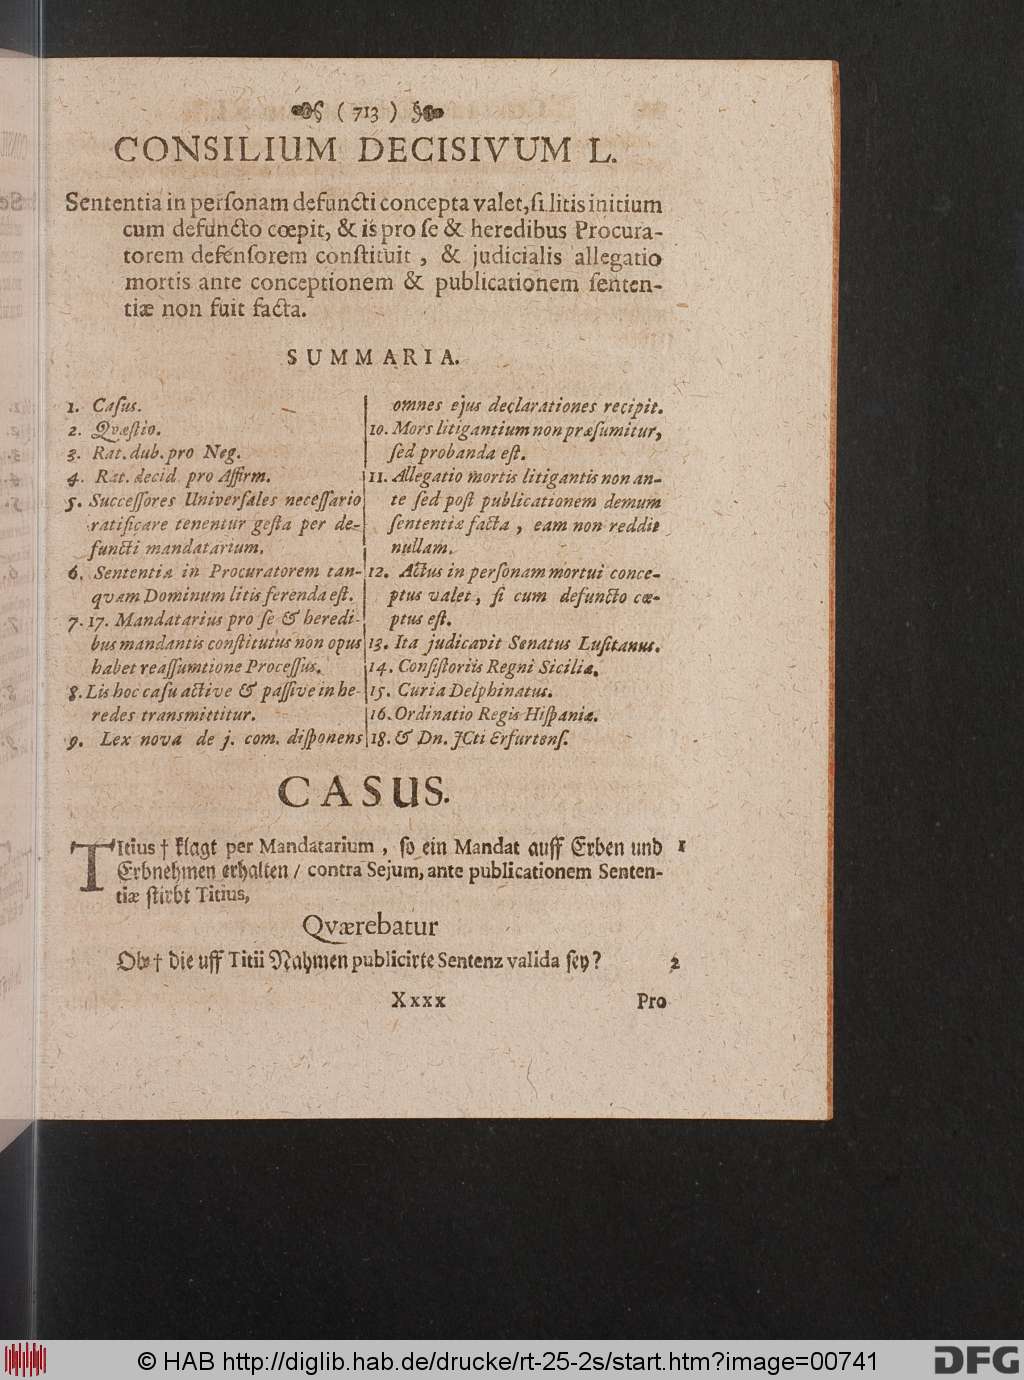 ( 713 )
CONSILIUM DECISIVUM L.
Sententia in perſonam defuncti concepta valet, ſi litis initium
cum defuncto cœpit, & is pro ſe & heredibus Procura-
torem defenſorem conſtituit, & judicialis allegatio
mortis ante conceptionem & publicationem ſenten-
tiæ non fuit facta.
SUMMARIA.
1. Caſus.
2. Qvæſtio.
3. Rat. dub. pro Neg.
4. Rat. decid. pro Affirm.
5. Succeſſores Univerſales neceſſario
ratificare tenentur geſta per de-
functi mandatarium.
6. Sententia in Procuratorem tan-
quam Dominum litis ferenda eſt.
7. 17. Mandatarius pro ſe & heredi-
bus mandantis conſtitutus non opus
habet reaſſumtione Proceſſus.
8. Lis hoc caſu active & paſſive in he-
redes transmittitur.
9. Lex nova de j. com. diſponens
omnes ejus declarationes recipit.
10. Mors litigantium non præſumitur,
ſed probanda eſt.
11. Allegatio mortis litigantis non an-
te ſed poſt publicationem demum
ſententiæ facta, eam non reddit
nullam.
12. Actus in perſonam mortui conce-
ptus valet, ſi cum defuncto cœ-
ptus eſt.
13. Ita judicavit Senatus Luſitanus.
14. Conſiſtoriis Regni Siciliæ.
15. Curia Delphinatus.
16. Ordinatio Regis Hiſpaniæ.
18. & Dn. JCti Erfurtenſ.
CASUS.
TItius † klagt per Mandatarium, ſo ein Mandat auff Erben und 1
Erbnehmen erhalten / contra Sejum, ante publicationem Senten-
tiæ ſtirbt Titius,
Qværebatur
Ob † die uff Titii Nahmen publicirte Sentenz valida ſey? 2
Xxxx Pro
© HAB http://diglib.hab.de/drucke/rt-25-2s/start.htm?image=00741
DFG